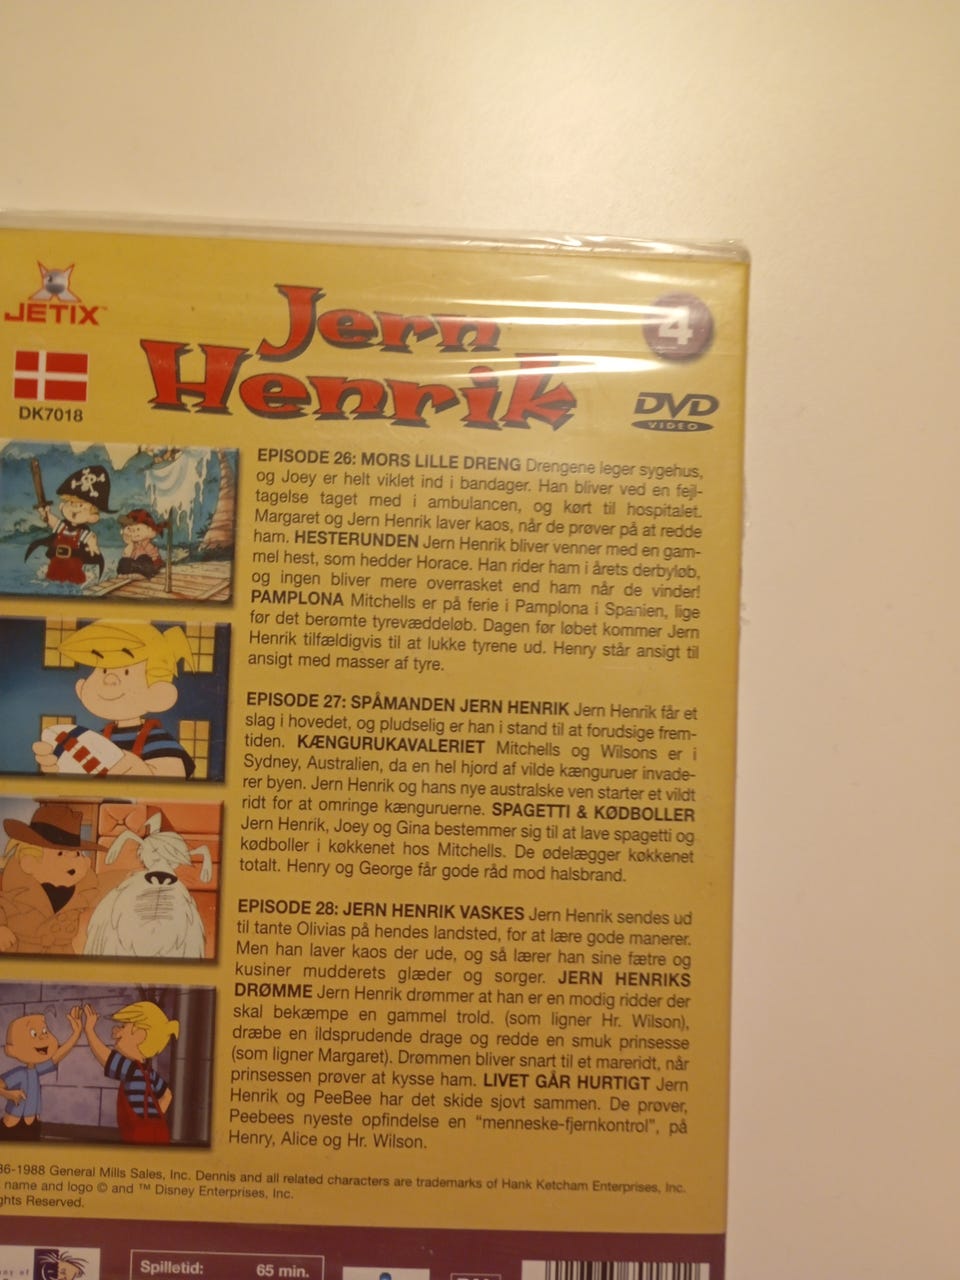 JETIX™
DK7018
Jern
Henrik
4
DVD
VIDEO
EPISODE 26: MORS LILLE DRENG Drengene leger sygehus,
og Joey er helt viklet ind i bandager. Han bliver ved en fejl-
tagelse taget med i ambulancen, og kørt til hospitalet.
Margaret og Jern Henrik laver kaos, når de prøver på at redde
ham. HESTERUNDEN Jern Henrik bliver venner med en gam-
mel hest, som hedder Horace. Han rider ham i årets derbyløb,
og ingen bliver mere overrasket end ham når de vinder!
PAMPLONA Mitchells er på ferie i Pamplona i Spanien, lige
før det berømte tyrevæddeløb. Dagen før løbet kommer Jern
Henrik tilfældigvis til at lukke tyrene ud. Henry står ansigt til
ansigt med masser af tyre.
EPISODE 27: SPÅMANDEN JERN HENRIK Jern Henrik får et
slag i hovedet, og pludselig er han i stand til at forudsige frem-
tiden. KÆNGURUKAVALERIET Mitchells og Wilsons er i
Sydney, Australien, da en hel hjord af vilde kænguruer invade-
rer byen. Jern Henrik og hans nye australske ven starter et vildt
ridt for at omringe kænguruerne. SPAGETTI & KØDBOLLER
Jern Henrik, Joey og Gina bestemmer sig til at lave spagetti og
kødboller i køkkenet hos Mitchells. De ødelægger køkkenet
totalt. Henry og George får gode råd mod halsbrand.
EPISODE 28: JERN HENRIK VASKES Jern Henrik sendes ud
til tante Olivias på hendes landsted, for at lære gode manerer.
Men han laver kaos der ude, og så lærer han sine fætre og
kusiner mudderets glæder og sorger. JERN HENRIKS
DRØMME Jern Henrik drømmer at han er en modig ridder der
skal bekæmpe en gammel trold. (som ligner Hr. Wilson),
dræbe en ildsprudende drage og redde en smuk prinsesse
(som ligner Margaret). Drømmen bliver snart til et mareridt, når
prinsessen prøver at kysse ham. LIVET GÅR HURTIGT Jern
Henrik og PeeBee har det skide sjovt sammen. De prøver,
Peebees nyeste opfindelse en "menneske-fjernkontrol", på
Henry, Alice og Hr. Wilson.
86-1988 General Mills Sales, Inc. Dennis and all related characters are trademarks of Hank Ketcham Enterprises, Inc.
name and logo © and ™ Disney Enterprises, Inc.
ghts Reserved.
Spilletid: 65 min.